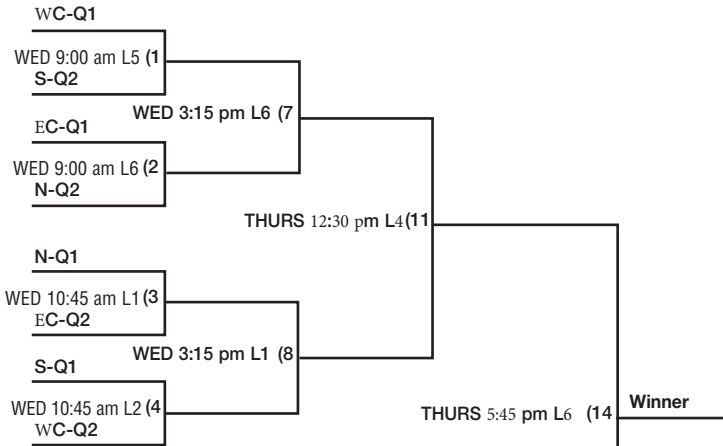 WC-Q1
WED 9:00 am L5 (1
S-Q2
WED 3:15 pm L6 (7
EC-Q1
WED 9:00 am L6 (2
N-Q2
THURS 12:30 pm L4(11
N-Q1
WED 10:45 am L1 (3
EC-Q2
WED 3:15 pm L1 (8
S-Q1
WED 10:45 am L2 (4
WC-Q2
THURS 5:45 pm L6 (14
Winner